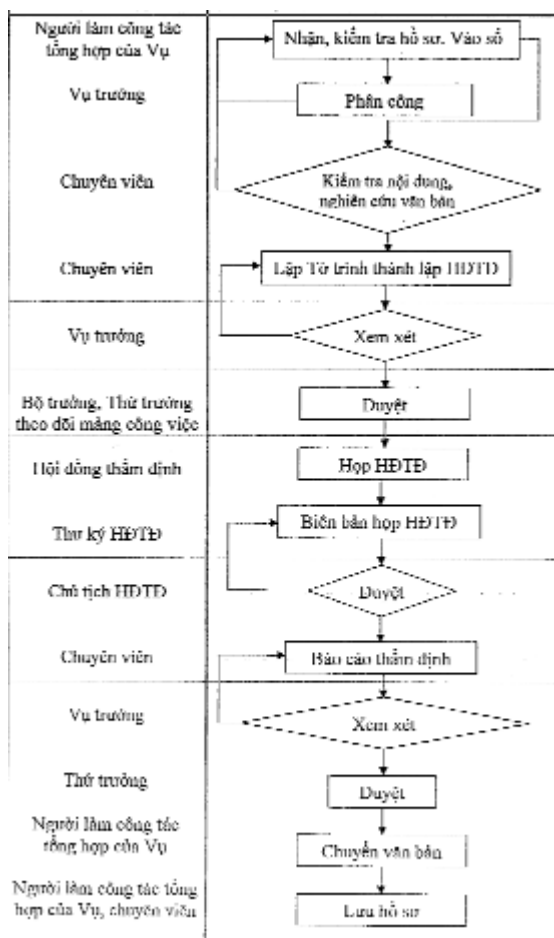 Người làm công tác
tổng hợp của Vụ
Nhận, kiểm tra hồ sơ. Vào sổ
Vụ trưởng
Phân công
Chuyên viên
Kiểm tra nội dung,
nghiên cứu văn bản
Chuyên viên
Lập Tờ trình thành lập HĐTĐ
Vụ trưởng
Xem xét
Bộ trưởng, Thứ trưởng
theo dõi mảng công việc
Duyệt
Hội đồng thẩm định
Họp HĐTĐ
Thư ký HĐTĐ
Biên bản họp HĐTĐ
Chủ tịch HĐTĐ
Duyệt
Chuyên viên
Báo cáo thẩm định
Vụ trưởng
Xem xét
Thứ trưởng
Duyệt
Người làm công tác
tổng hợp của Vụ
Chuyển văn bản
Người làm công tác tổng
hợp của Vụ, chuyên viên
Lưu hồ sơ